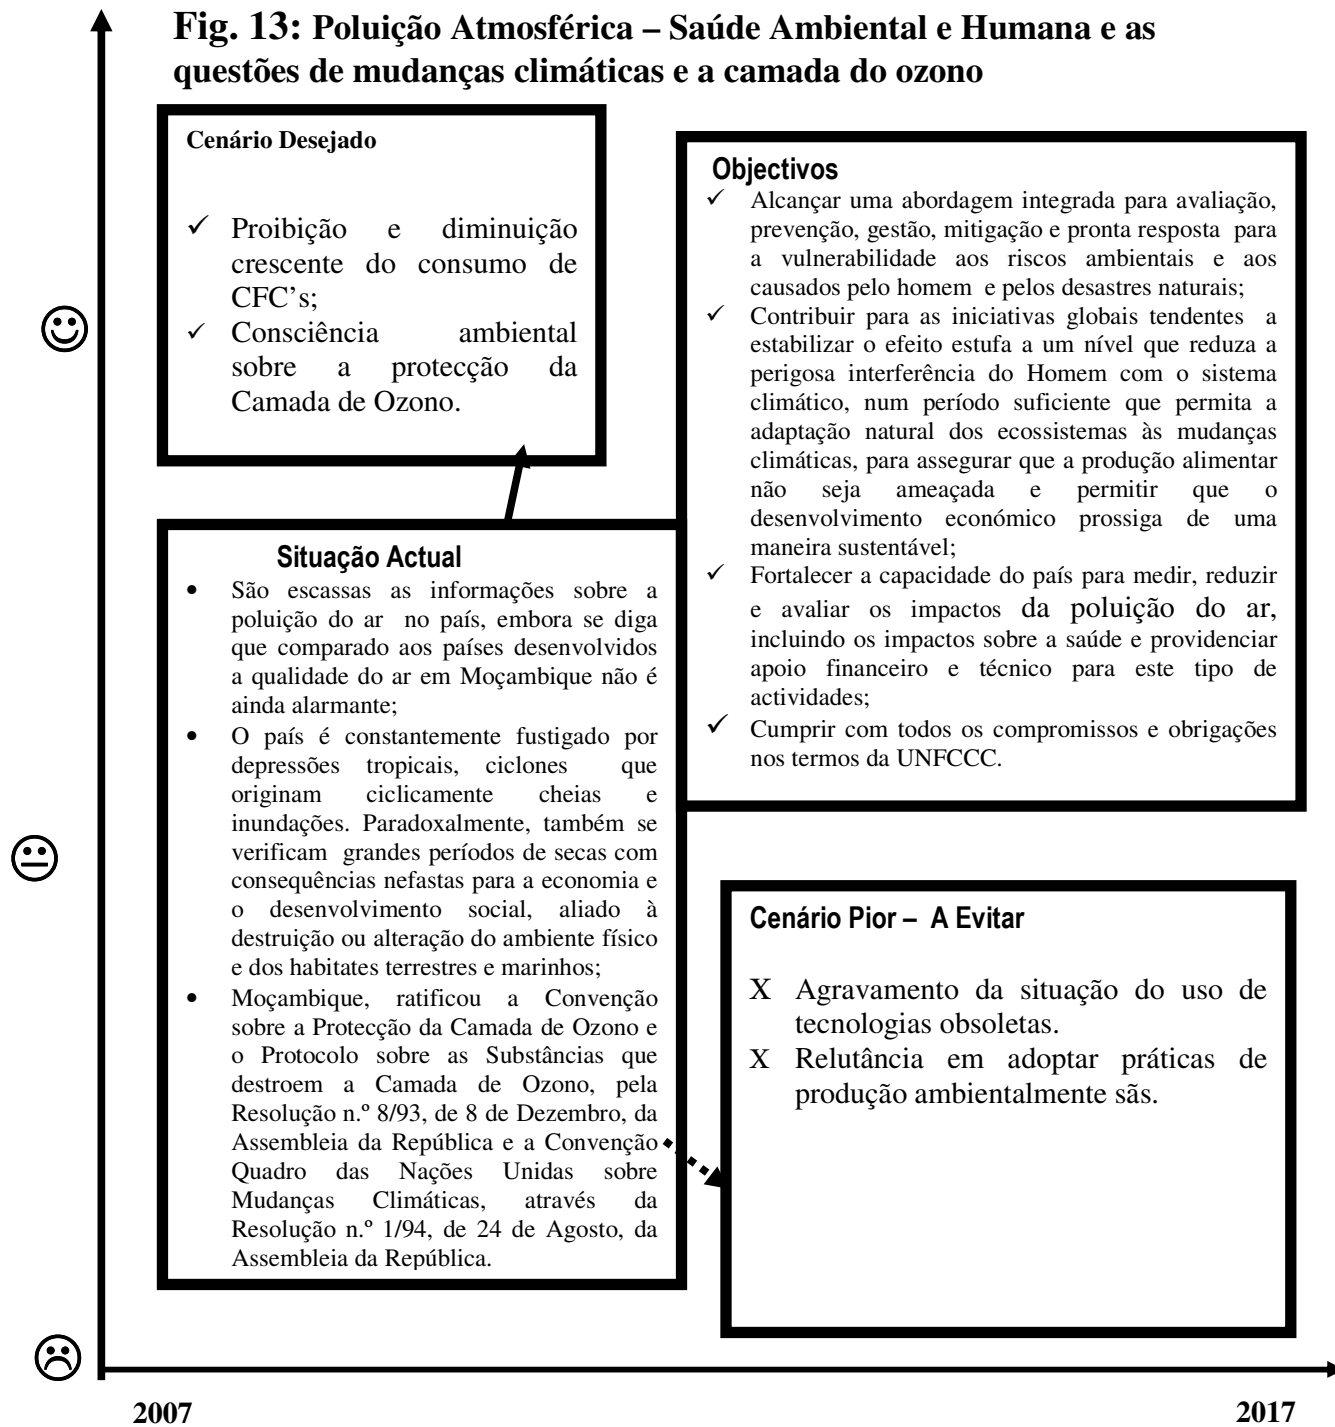 Fig. 13: Poluição Atmosférica – Saúde Ambiental e Humana e as
questões de mudanças climáticas e a camada do ozono
Cenário Desejado
✓ Proibição e diminuição
crescente do consumo de
CFC's;
✓ Consciência ambiental
sobre a protecção da
Camada de Ozono.
Objectivos
✓ Alcançar uma abordagem integrada para avaliação,
prevenção, gestão, mitigação e pronta resposta para
a vulnerabilidade aos riscos ambientais e aos
causados pelo homem e pelos desastres naturais;
✓ Contribuir para as iniciativas globais tendentes a
estabilizar o efeito estufa a um nível que reduza a
perigosa interferência do Homem com o sistema
climático, num período suficiente que permita a
adaptação natural dos ecossistemas às mudanças
climáticas, para assegurar que a produção alimentar
não seja ameaçada e permitir que o
desenvolvimento económico prossiga de uma
maneira sustentável;
✓ Fortalecer a capacidade do país para medir, reduzir
e avaliar os impactos da poluição do ar,
incluindo os impactos sobre a saúde e providenciar
apoio financeiro e técnico para este tipo de
actividades;
✓ Cumprir com todos os compromissos e obrigações
nos termos da UNFCCC.
Situação Actual
• São escassas as informações sobre a
poluição do ar no país, embora se diga
que comparado aos países desenvolvidos
a qualidade do ar em Moçambique não é
ainda alarmante;
• O país é constantemente fustigado por
depressões tropicais, ciclones que
originam ciclicamente cheias e
inundações. Paradoxalmente, também se
verificam grandes períodos de secas com
consequências nefastas para a economia e
o desenvolvimento social, aliado à
destruição ou alteração do ambiente físico
e dos habitates terrestres e marinhos;
• Moçambique, ratificou a Convenção
sobre a Protecção da Camada de Ozono e
o Protocolo sobre as Substâncias que
destroem a Camada de Ozono, pela
Resolução n.º 8/93, de 8 de Dezembro, da
Assembleia da República e a Convenção
Quadro das Nações Unidas sobre
Mudanças Climáticas, através da
Resolução n.º 1/94, de 24 de Agosto, da
Assembleia da República.
Cenário Pior – A Evitar
X Agravamento da situação do uso de
tecnologias obsoletas.
X Relutância em adoptar práticas de
produção ambientalmente sãs.
2007
2017